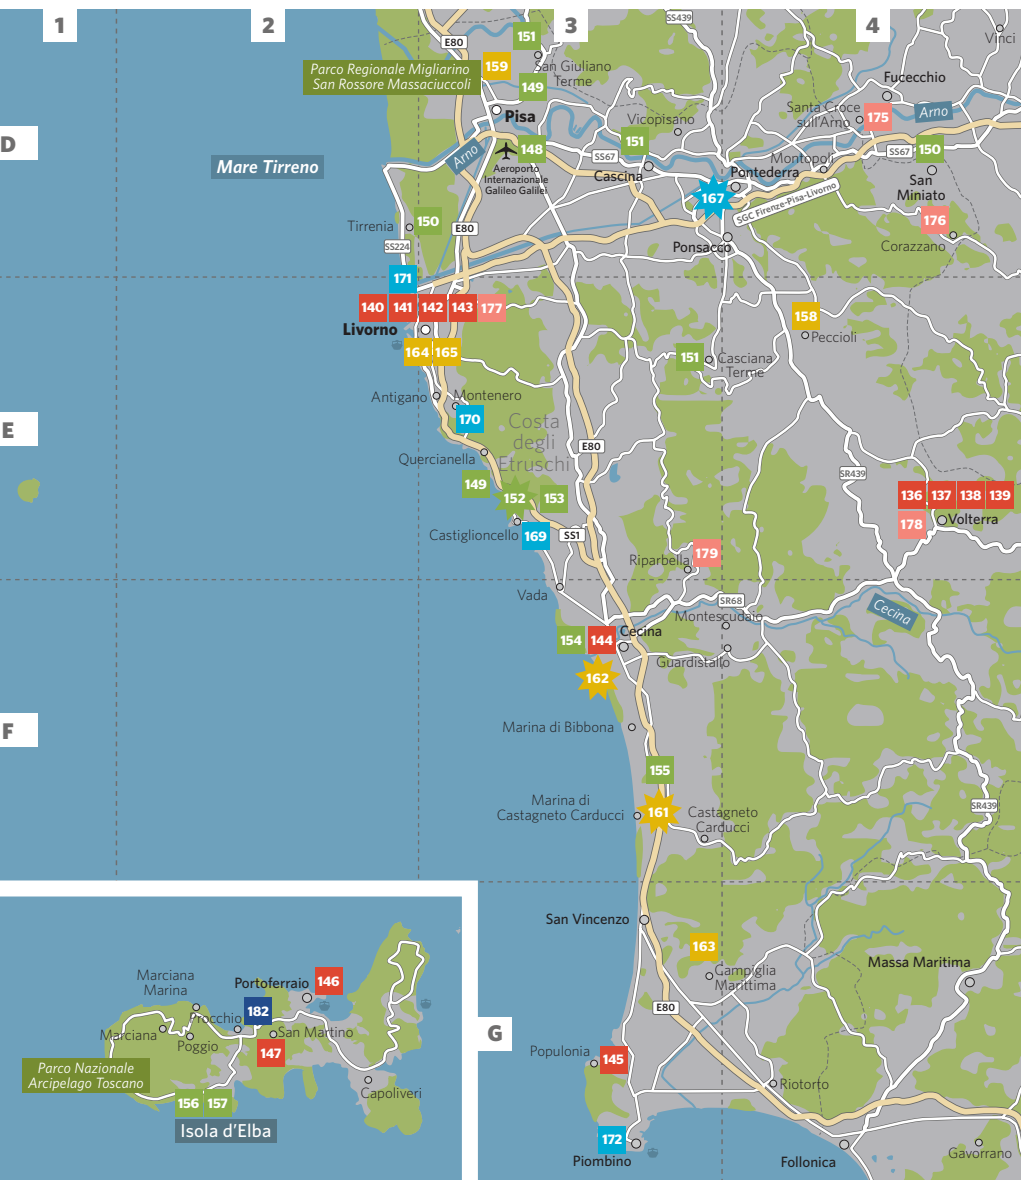 1
2
3
4
SS439
Vinci
E80
151
159
San Giuliano
Terme
Parco Regionale Migliarino
San Rossore Massaciuccoli
149
Fucecchio
Santa Croce
sull'Arno
175
Arno
Pisa
Vicopisano
D
Arno
148
151
SS67
Cascina
Montopoli
SS67
150
Mare Tirreno
Aeroporto
Internazionale
Galileo Galilei
Pontederra
167
SGC Firenze-Pisa-Livorno
San
Miniato
176
Tirrenia
150
E80
SS224
Ponsacco
Corazzano
171
140
141
142
143
177
Livorno
158
Peccioli
164
165
151
Casciana
Terme
Antigano
Montenero
170
Costa
degli
Etruschi
E
E80
Quercianella
SR439
149
152
153
136
137
138
139
178
Volterra
Castiglioncello
169
SS1
Riparbella
179
Vada
SR68
Montescudaio
Cecina
154
144
Cecina
Guardistallo
162
F
Marina di Bibbona
155
Marina di
Castagneto Carducci
161
Castagneto
Carducci
SR439
San Vincenzo
163
Campiglia
Marittima
Massa Maritima
Marciana
Marina
Portoferraio
146
182
Procchio
E80
G
Marciana
Poggio
San Martino
147
Populonia
145
Parco Nazionale
Arcipelago Toscano
Riotorto
Capoliveri
156
157
Isola d'Elba
172
Piombino
Follonica
Gavorrano